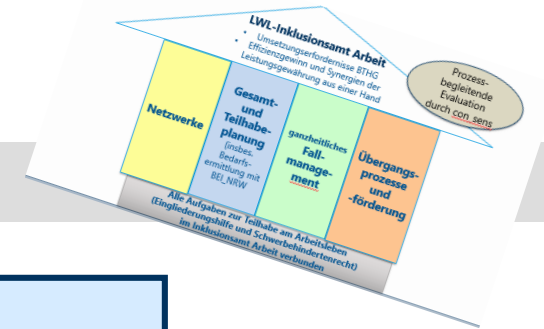 LWL-Inklusionsamt Arbeit
• Umsetzungserfordernisse BTHG
• Effizienzgewinn und Synergien der
Leistungsgewährung aus einer Hand
Prozess-
begleitende
Evaluation
durch con_sens
Netzwerke
Gesamt-
und
Teilhabe-
planung
(insbes.
Bedarfs-
ermittlung mit
BEI_NRW
ganzheitliches
Fall-
manage-
ment
Übergangs-
prozesse
und
-förderung
Alle Aufgaben zur Teilhabe am Arbeitsleben
(Eingliederungshilfe und Schwerbehindertenrecht)
im Inklusionsamt Arbeit verbunden